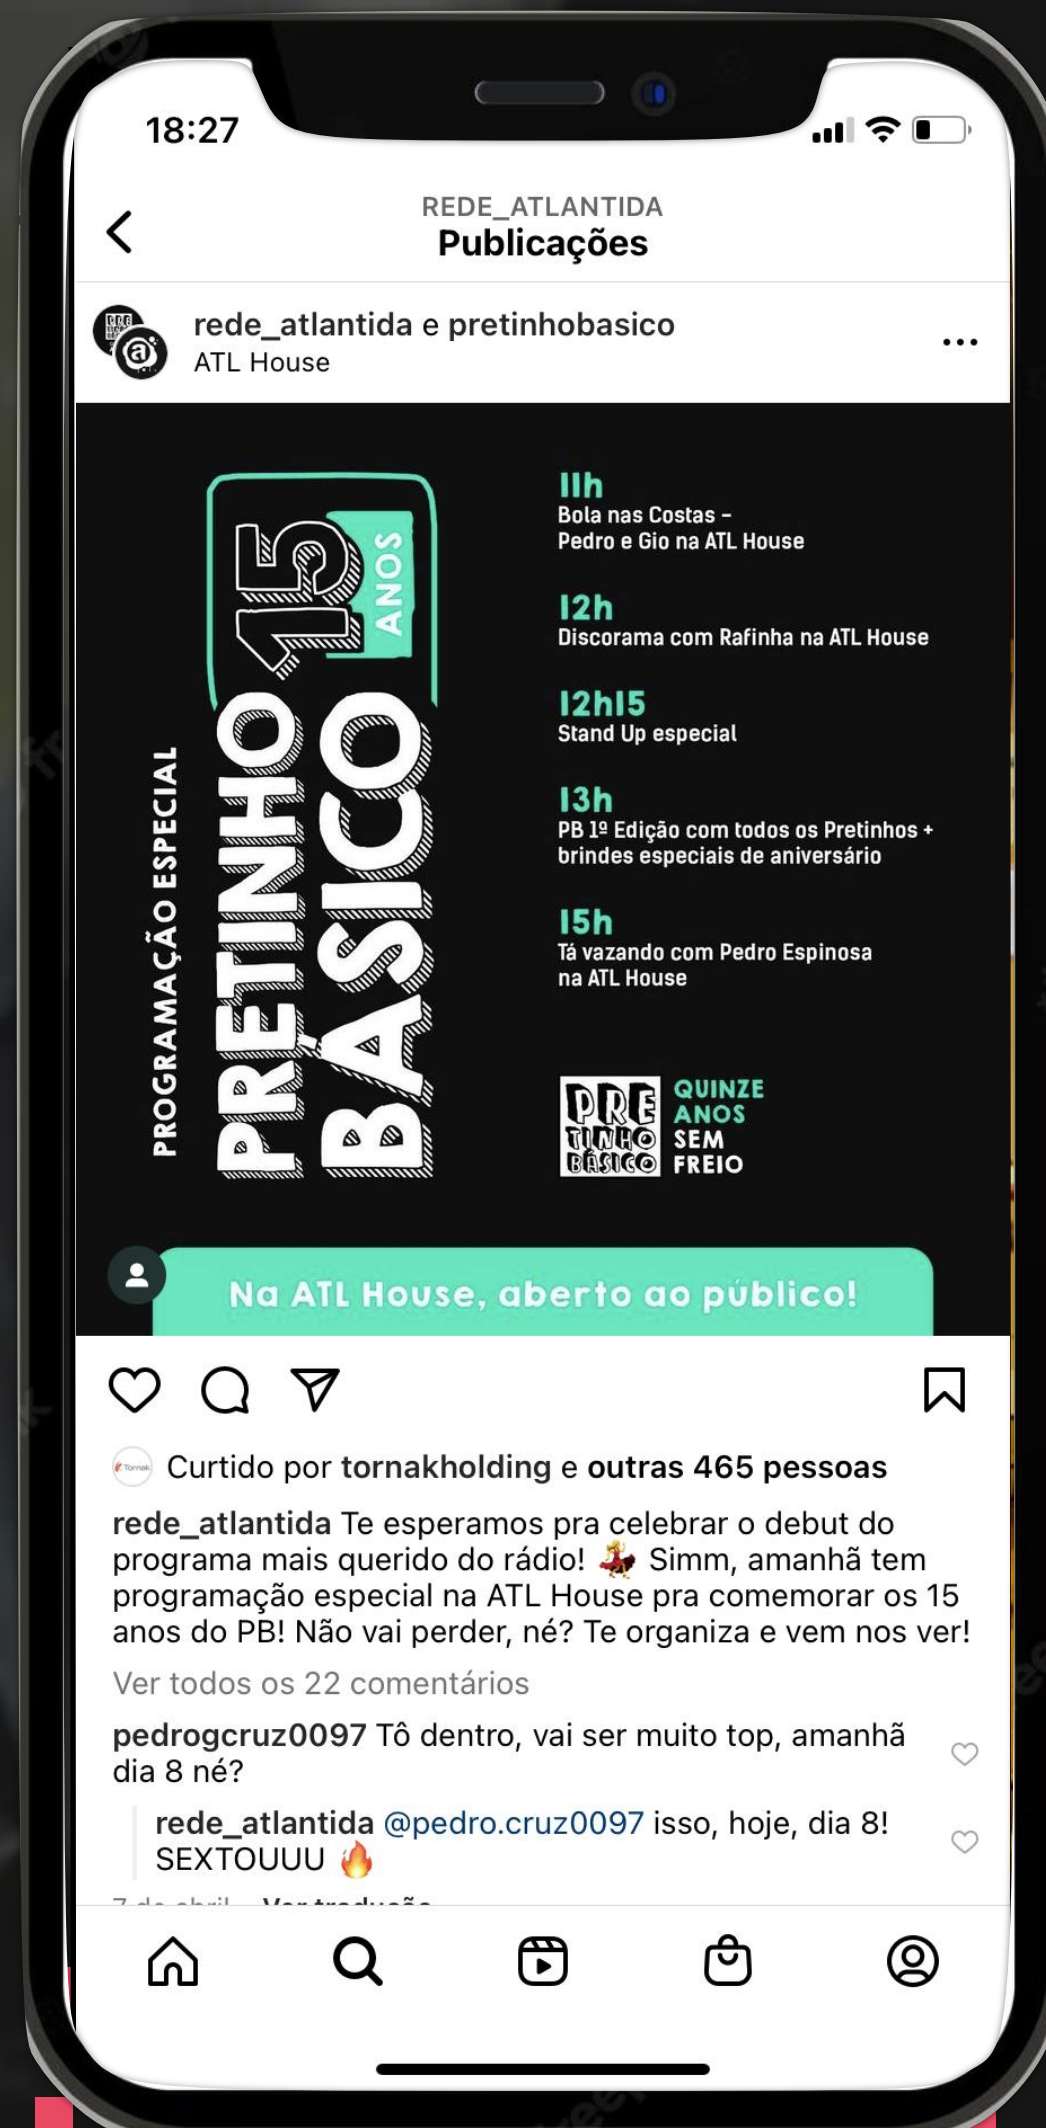 18:27
REDE_ATLANTIDA
Publicações
rede_atlantida e pretinhobasico
ATL House
PROGRAMAÇÃO ESPECIAL
PRETINHO
BÁSICO
15
ANOS
11h
Bola nas Costas –
Pedro e Gio na ATL House
12h
Discorama com Rafinha na ATL House
12h15
Stand Up especial
13h
PB 1º Edição com todos os Pretinhos +
brindes especiais de aniversário
15h
Tá vazando com Pedro Espinosa
na ATL House
PRE
TINHO
BÁSICO
QUINZE
ANOS
SEM
FREIO
Na ATL House, aberto ao público!
Tornak
Curtido por tornakholding e outras 465 pessoas
rede_atlantida Te esperamos pra celebrar o debut do
programa mais querido do rádio! 💃 Simm, amanhã tem
programação especial na ATL House pra comemorar os 15
anos do PB! Não vai perder, né? Te organiza e vem nos ver!
Ver todos os 22 comentários
pedrogcruz0097 Tô dentro, vai ser muito top, amanhã
dia 8 né?
rede_atlantida @pedro.cruz0097 isso, hoje, dia 8!
SEXTOUUU 🔥
7 de abril Ver tradução